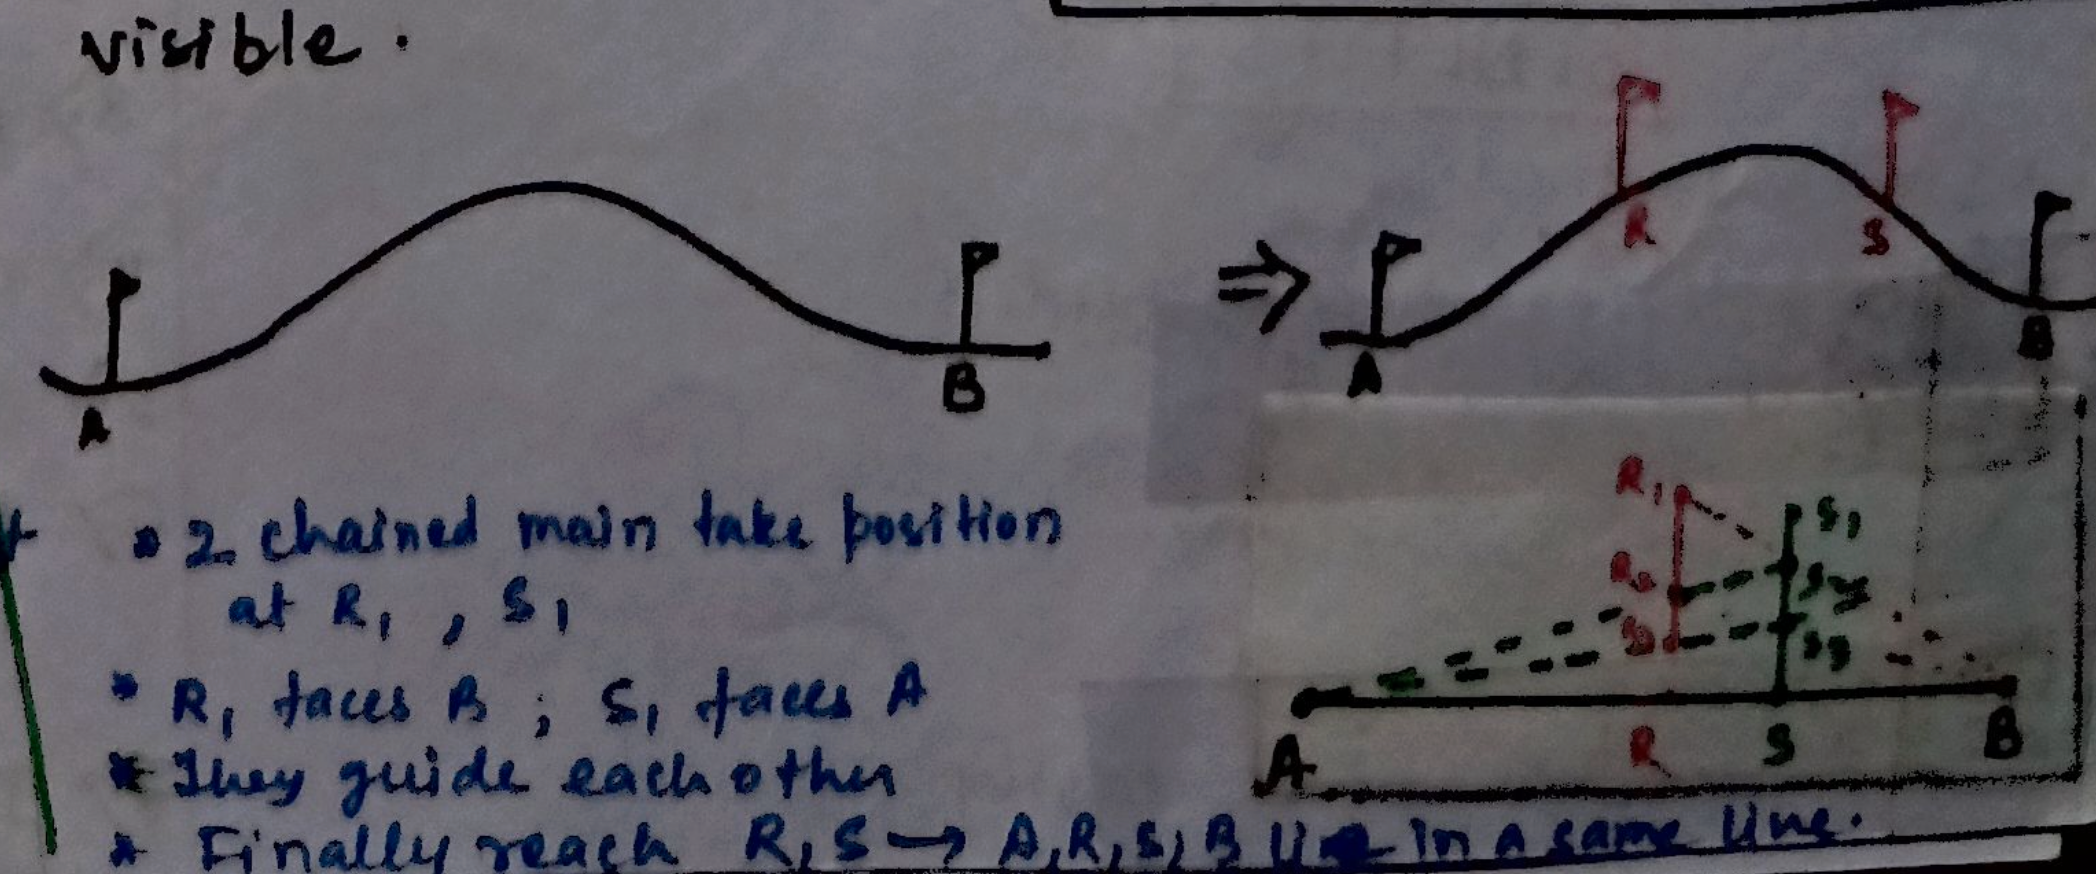 visible.
A
B
A
R
S
B
• 2 chained main take position
at R1, S1
* R1 faces B ; S1 faces A
* They guide each other
* Finally reach R, S → A, R, S, B lie in a same line.
R1
S1
R2
S2
S3
A
R
S
B